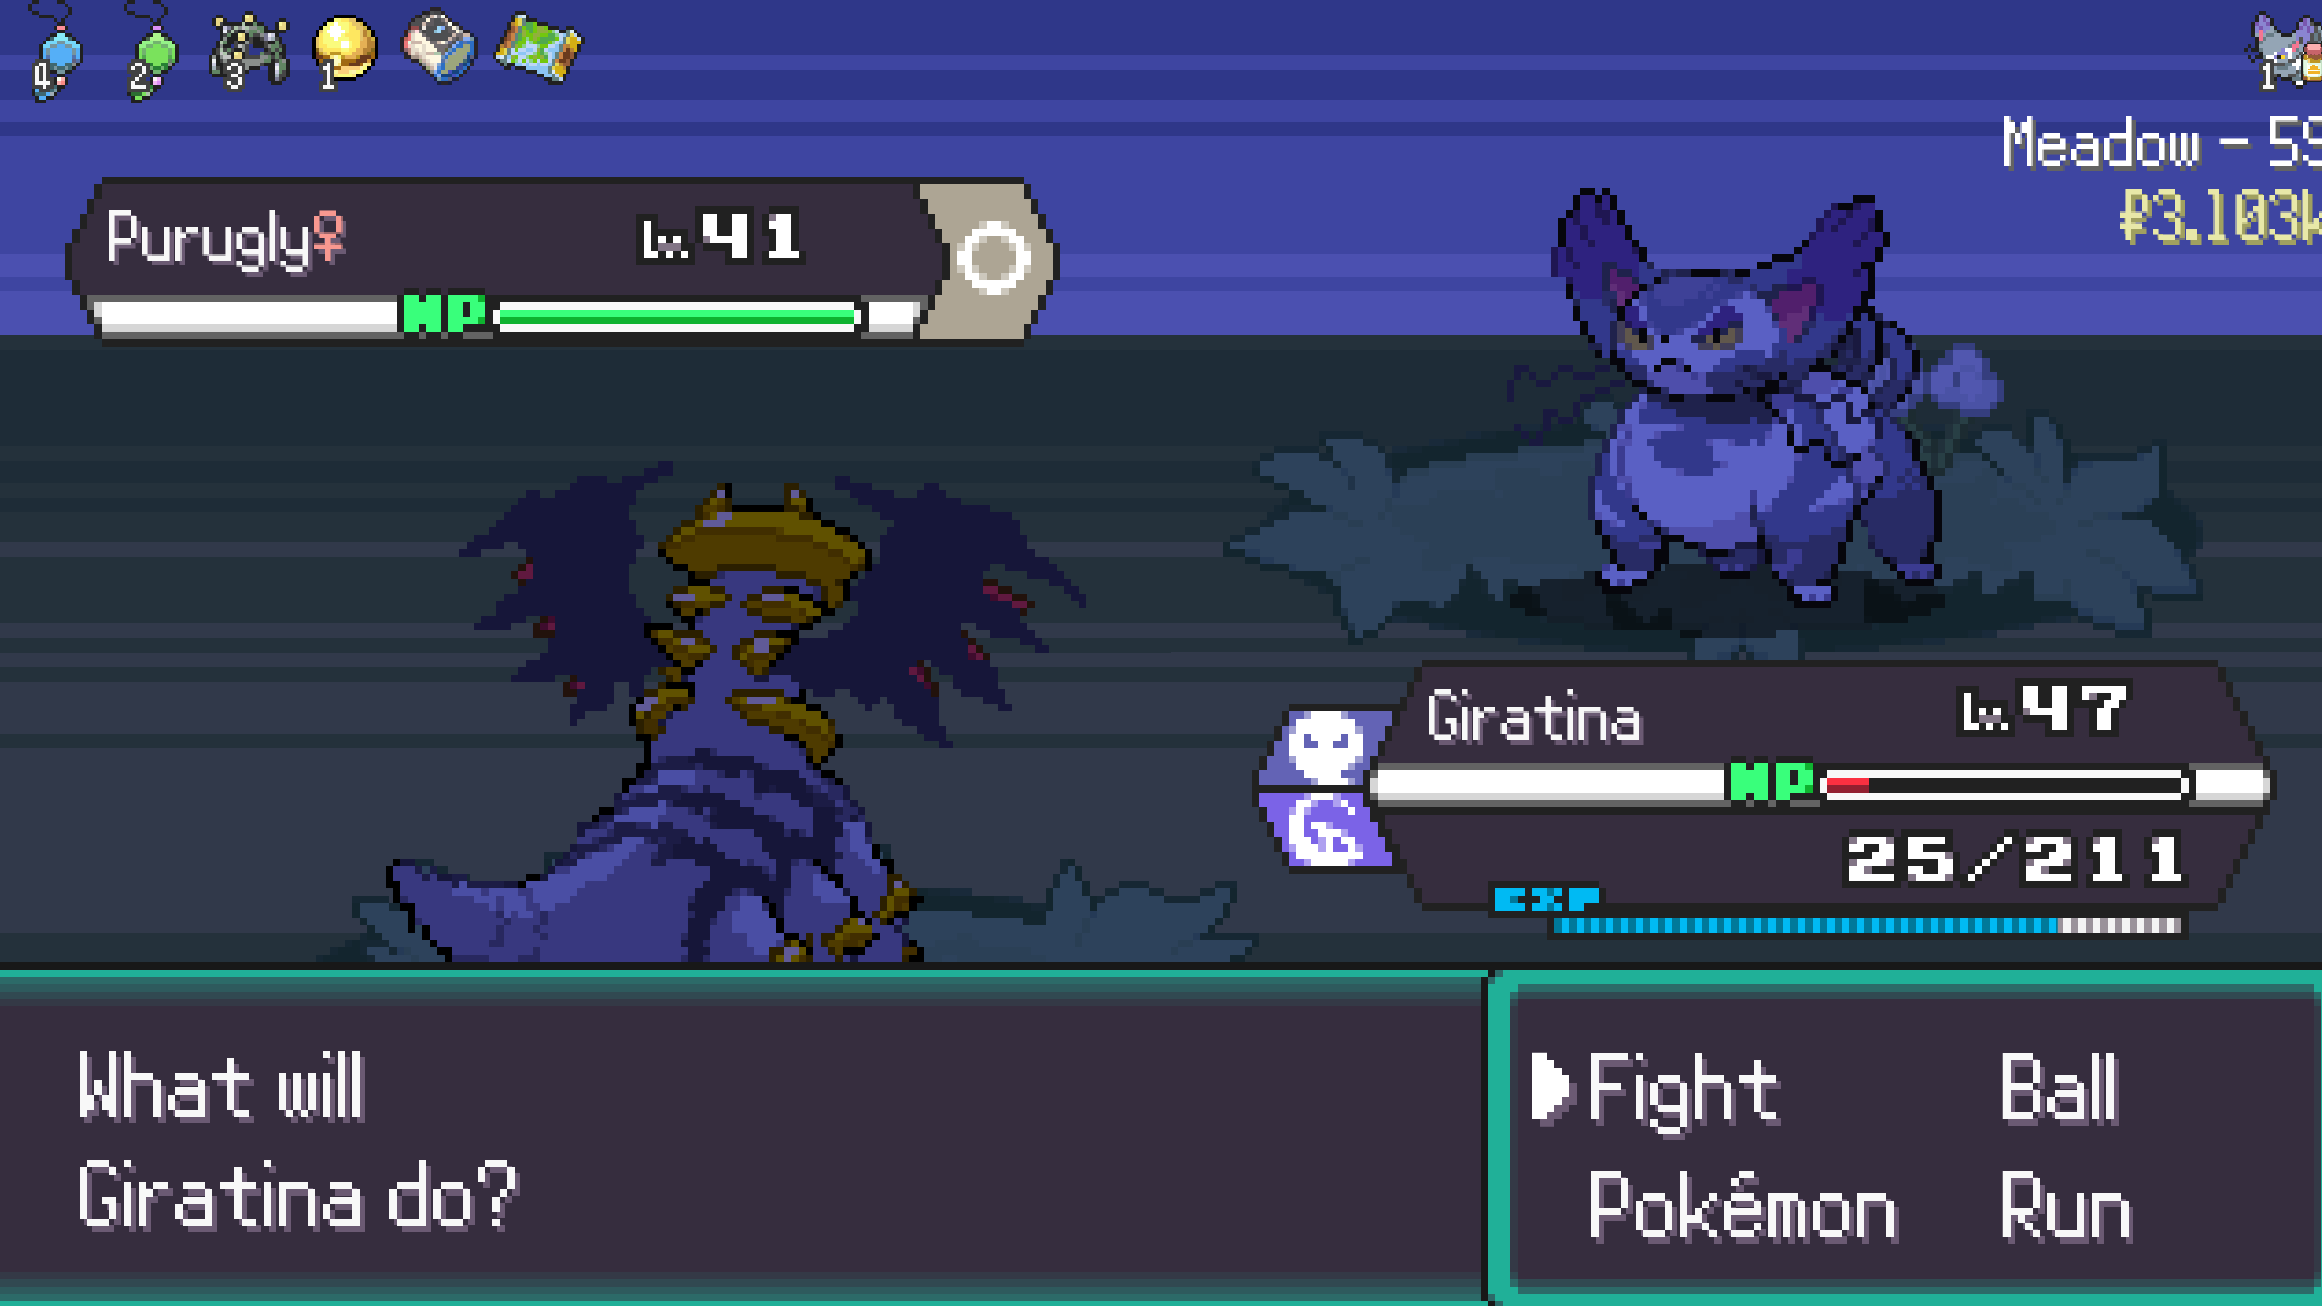 4 2 3 1 1
Meadow - 59
₽3.103k
Purugly♀ Lv.41
HP
Giratina Lv.47
HP
25/211
EXP
What will
Giratina do?
Fight Ball
Pokémon Run